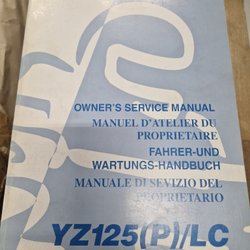 OWNER'S SERVICE MANUAL
MANUEL D'ATELIER DU
PROPRIETAIRE
FAHRER-UND
WARTUNGS-HANDBUCH
MANUALE DI SEVIZIO DEL
PROPRIETARIO
YZ125(P)/LC